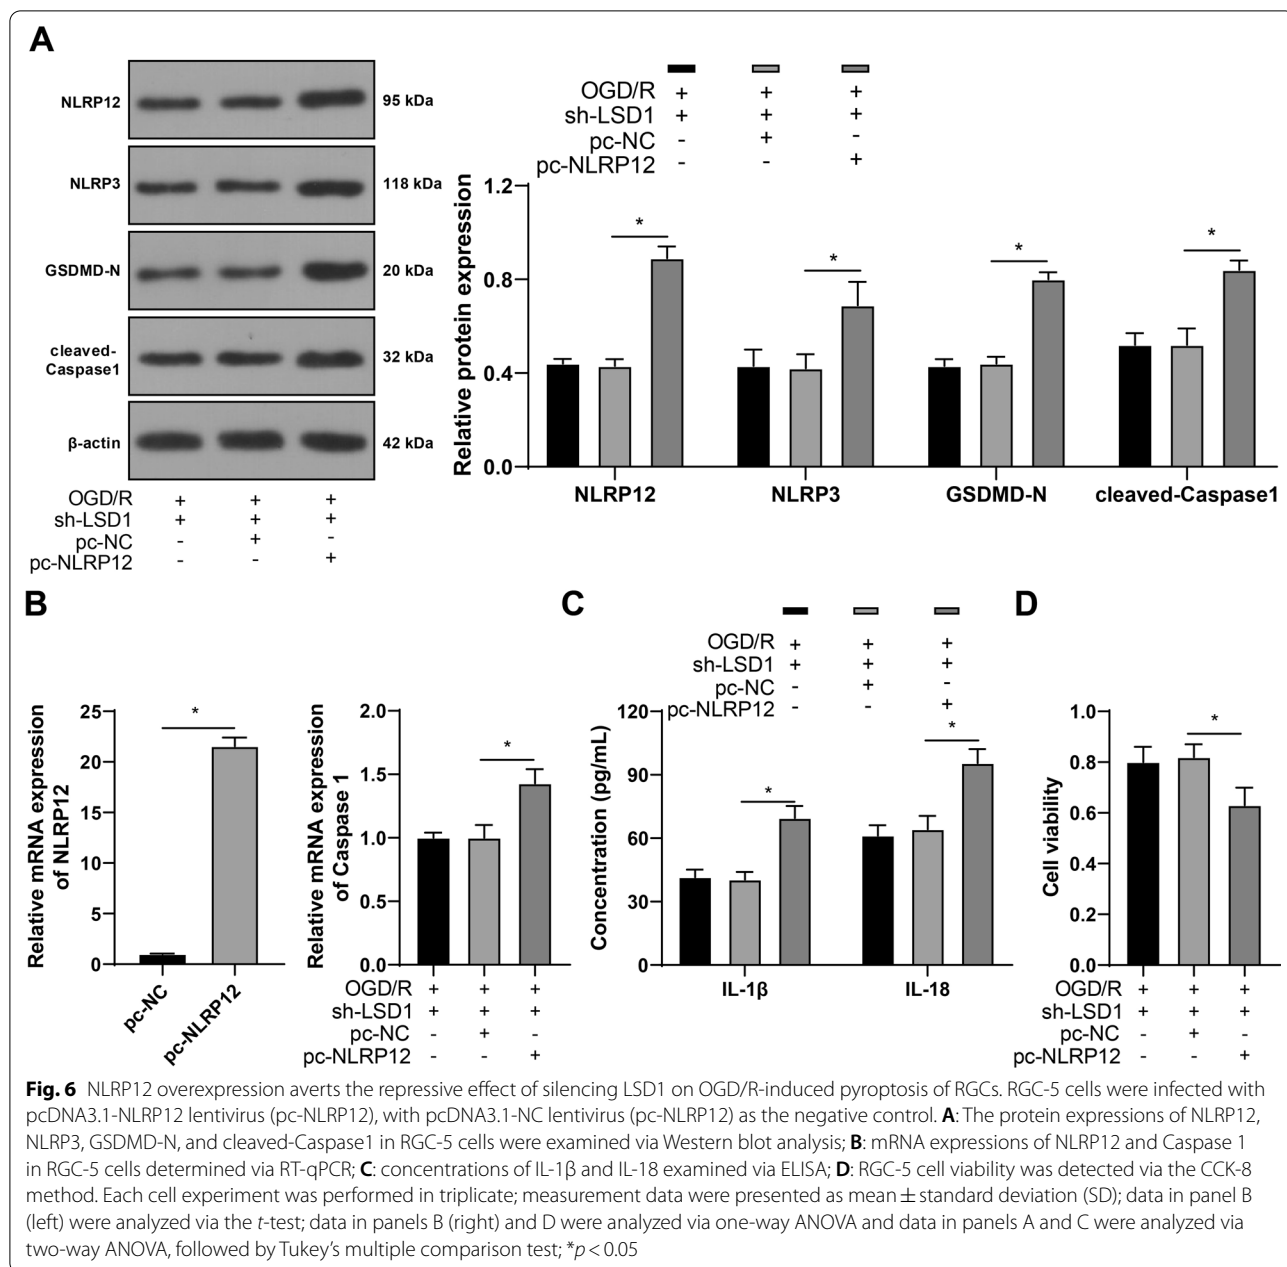 A
NLRP12 95 kDa
NLRP3 118 kDa
GSDMD-N 20 kDa
cleaved-
Caspase1 32 kDa
β-actin 42 kDa
OGD/R + + +
sh-LSD1 + + +
pc-NC - + -
pc-NLRP12 - - +
OGD/R + + +
sh-LSD1 + + +
pc-NC - + -
pc-NLRP12 - - +
Relative protein expression
1.2
0.8
0.4
0.0
* * * *
NLRP12 NLRP3 GSDMD-N cleaved-Caspase1
B
Relative mRNA expression
of NLRP12
25
20
15
10
5
0
*
pc-NC
pc-NLRP12
Relative mRNA expression
of Caspase 1
2.0
1.5
1.0
0.5
0.0
*
OGD/R + + +
sh-LSD1 + + +
pc-NC - + -
pc-NLRP12 - - +
C
OGD/R + + +
sh-LSD1 + + +
pc-NC - + -
pc-NLRP12 - - +
Concentration (pg/mL)
120
90
60
30
0
* *
IL-1β IL-18
D
Cell viability
1.0
0.8
0.6
0.4
0.2
0.0
*
OGD/R + + +
sh-LSD1 + + +
pc-NC - + -
pc-NLRP12 - - +
Fig. 6 NLRP12 overexpression averts the repressive effect of silencing LSD1 on OGD/R-induced pyroptosis of RGCs. RGC-5 cells were infected with
pcDNA3.1-NLRP12 lentivirus (pc-NLRP12), with pcDNA3.1-NC lentivirus (pc-NLRP12) as the negative control. A: The protein expressions of NLRP12,
NLRP3, GSDMD-N, and cleaved-Caspase1 in RGC-5 cells were examined via Western blot analysis; B: mRNA expressions of NLRP12 and Caspase 1
in RGC-5 cells determined via RT-qPCR; C: concentrations of IL-1β and IL-18 examined via ELISA; D: RGC-5 cell viability was detected via the CCK-8
method. Each cell experiment was performed in triplicate; measurement data were presented as mean ± standard deviation (SD); data in panel B
(left) were analyzed via the t-test; data in panels B (right) and D were analyzed via one-way ANOVA and data in panels A and C were analyzed via
two-way ANOVA, followed by Tukey's multiple comparison test; *p < 0.05